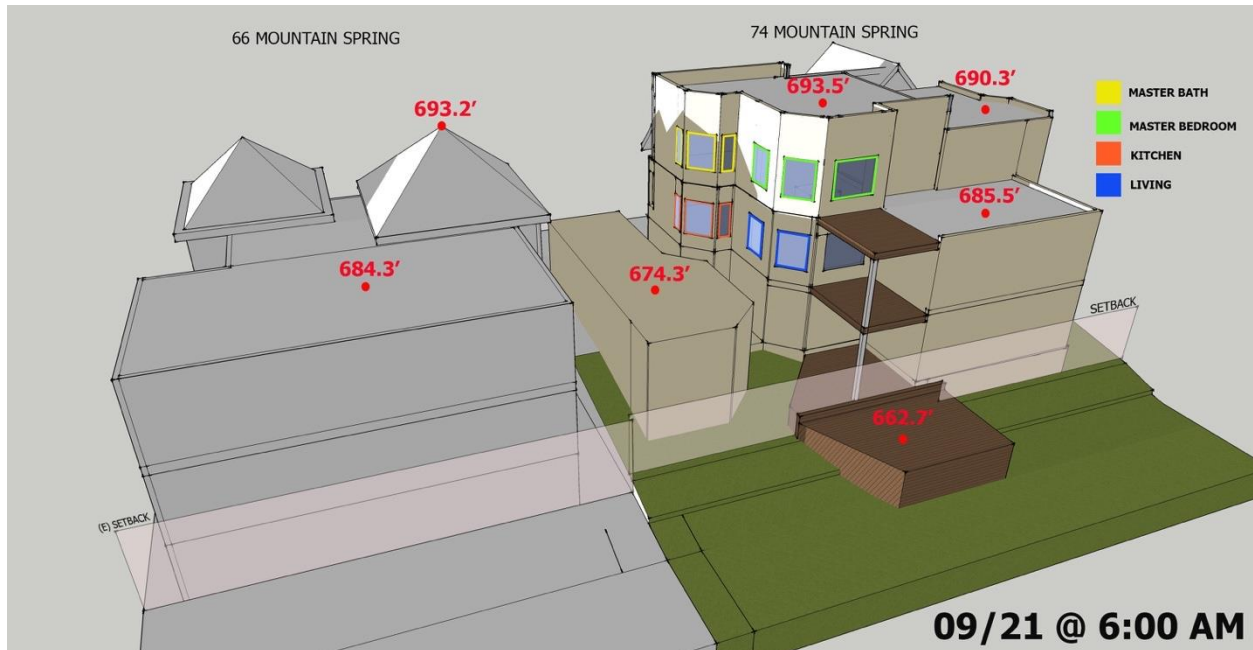 66 MOUNTAIN SPRING
74 MOUNTAIN SPRING
693.2’
693.5’
690.3’
MASTER BATH
MASTER BEDROOM
KITCHEN
LIVING
685.5’
684.3’
674.3’
SETBACK
662.7’
(E) SETBACK
09/21 @ 6:00 AM